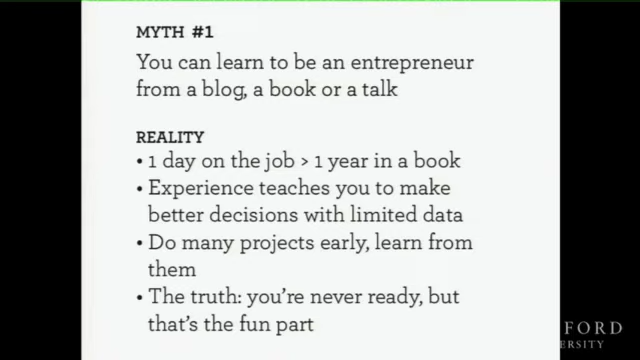 MYTH #1
You can learn to be an entrepreneur
from a blog, a book or a talk
REALITY
• 1 day on the job > 1 year in a book
• Experience teaches you to make
better decisions with limited data
• Do many projects early, learn from
them
• The truth: you're never ready, but
that's the fun part
FORD
ERSITY